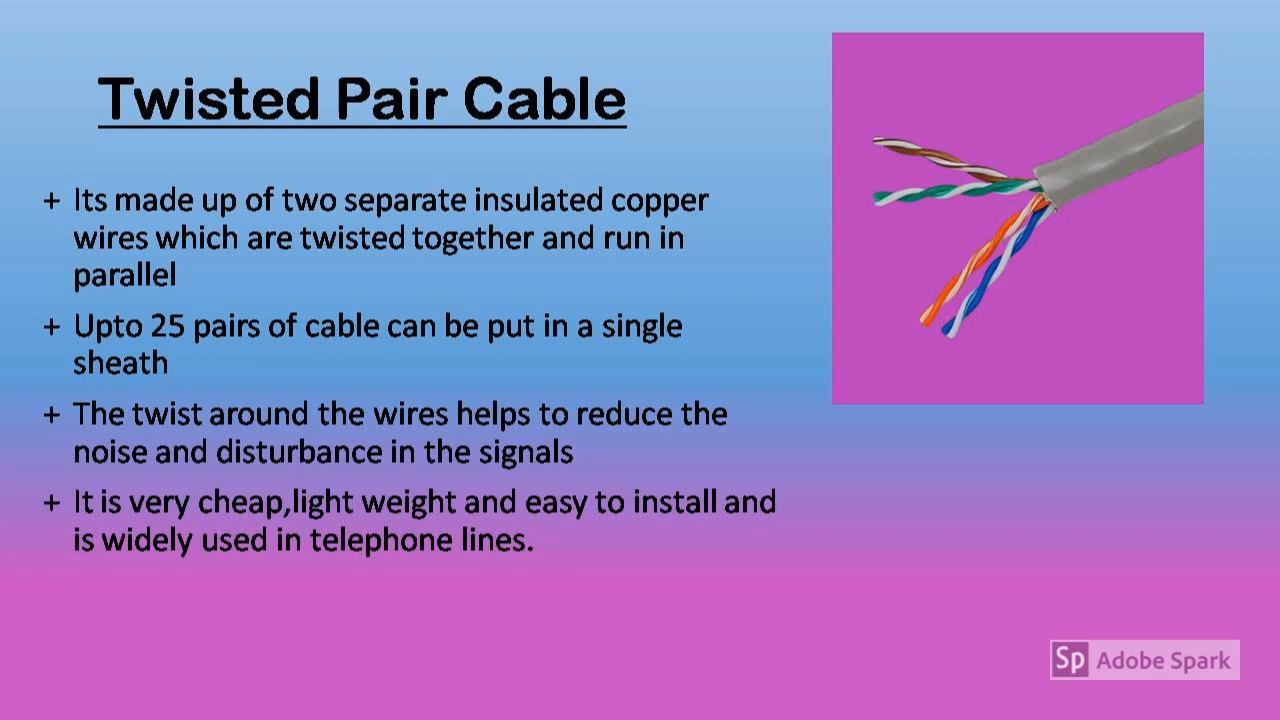 Twisted Pair Cable
+ Its made up of two separate insulated copper
wires which are twisted together and run in
parallel
+ Upto 25 pairs of cable can be put in a single
sheath
+ The twist around the wires helps to reduce the
noise and disturbance in the signals
+ It is very cheap,light weight and easy to install and
is widely used in telephone lines.
Sp Adobe Spark